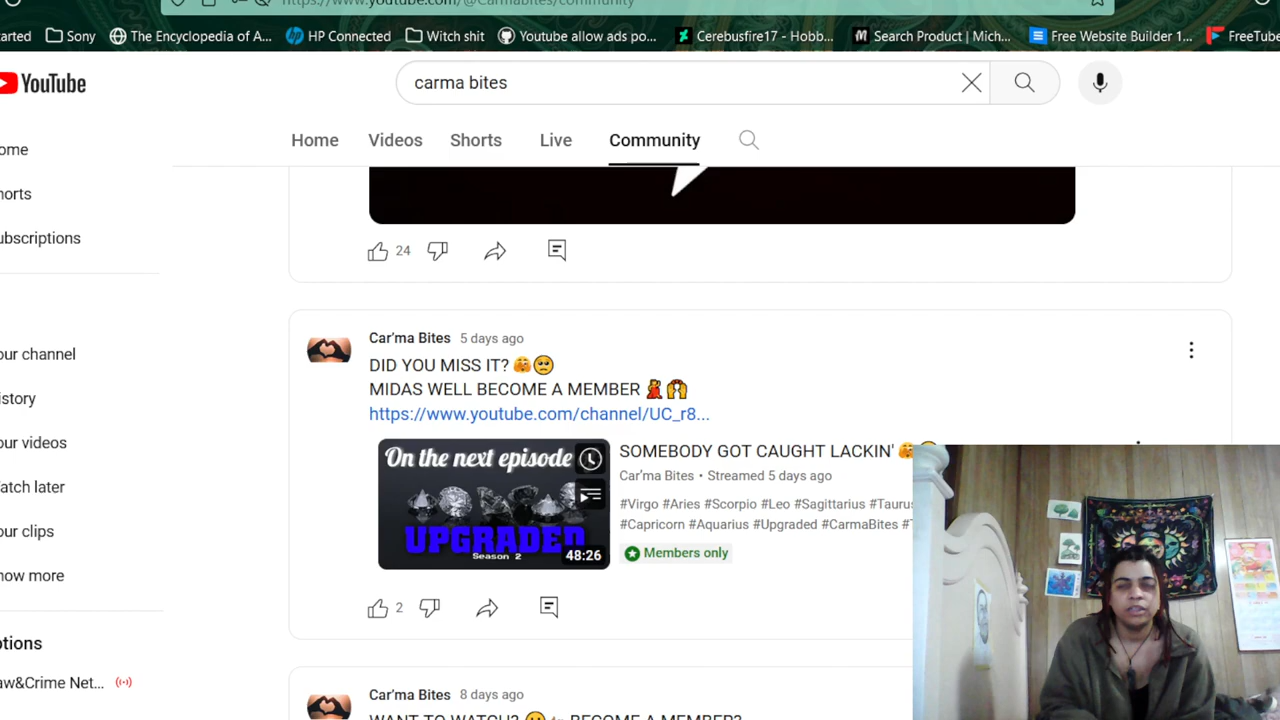 https://www.youtube.com/@Carmabites/community
tarted
Sony
The Encyclopedia of A...
HP Connected
Witch shit
Youtube allow ads po...
Cerebusfire17 - Hobb...
Search Product | Mich...
Free Website Builder 1...
FreeTube
YouTube
carma bites
ome
horts
ubscriptions
our channel
istory
our videos
atch later
our clips
how more
ptions
aw&Crime Net...
Home
Videos
Shorts
Live
Community
24
Car'ma Bites 5 days ago
DID YOU MISS IT? 🤗🥺
MIDAS WELL BECOME A MEMBER 💃🙌
https://www.youtube.com/channel/UC_r8...
On the next episode
UPGRADED
Season 2
48:26
SOMEBODY GOT CAUGHT LACKIN' 🤗
Car'ma Bites • Streamed 5 days ago
#Virgo #Aries #Scorpio #Leo #Sagittarius #Tauru
#Capricorn #Aquarius #Upgraded #CarmaBites #T
Members only
2
Car'ma Bites 8 days ago
WANT TO WATCH? BECOME A MEMBER?